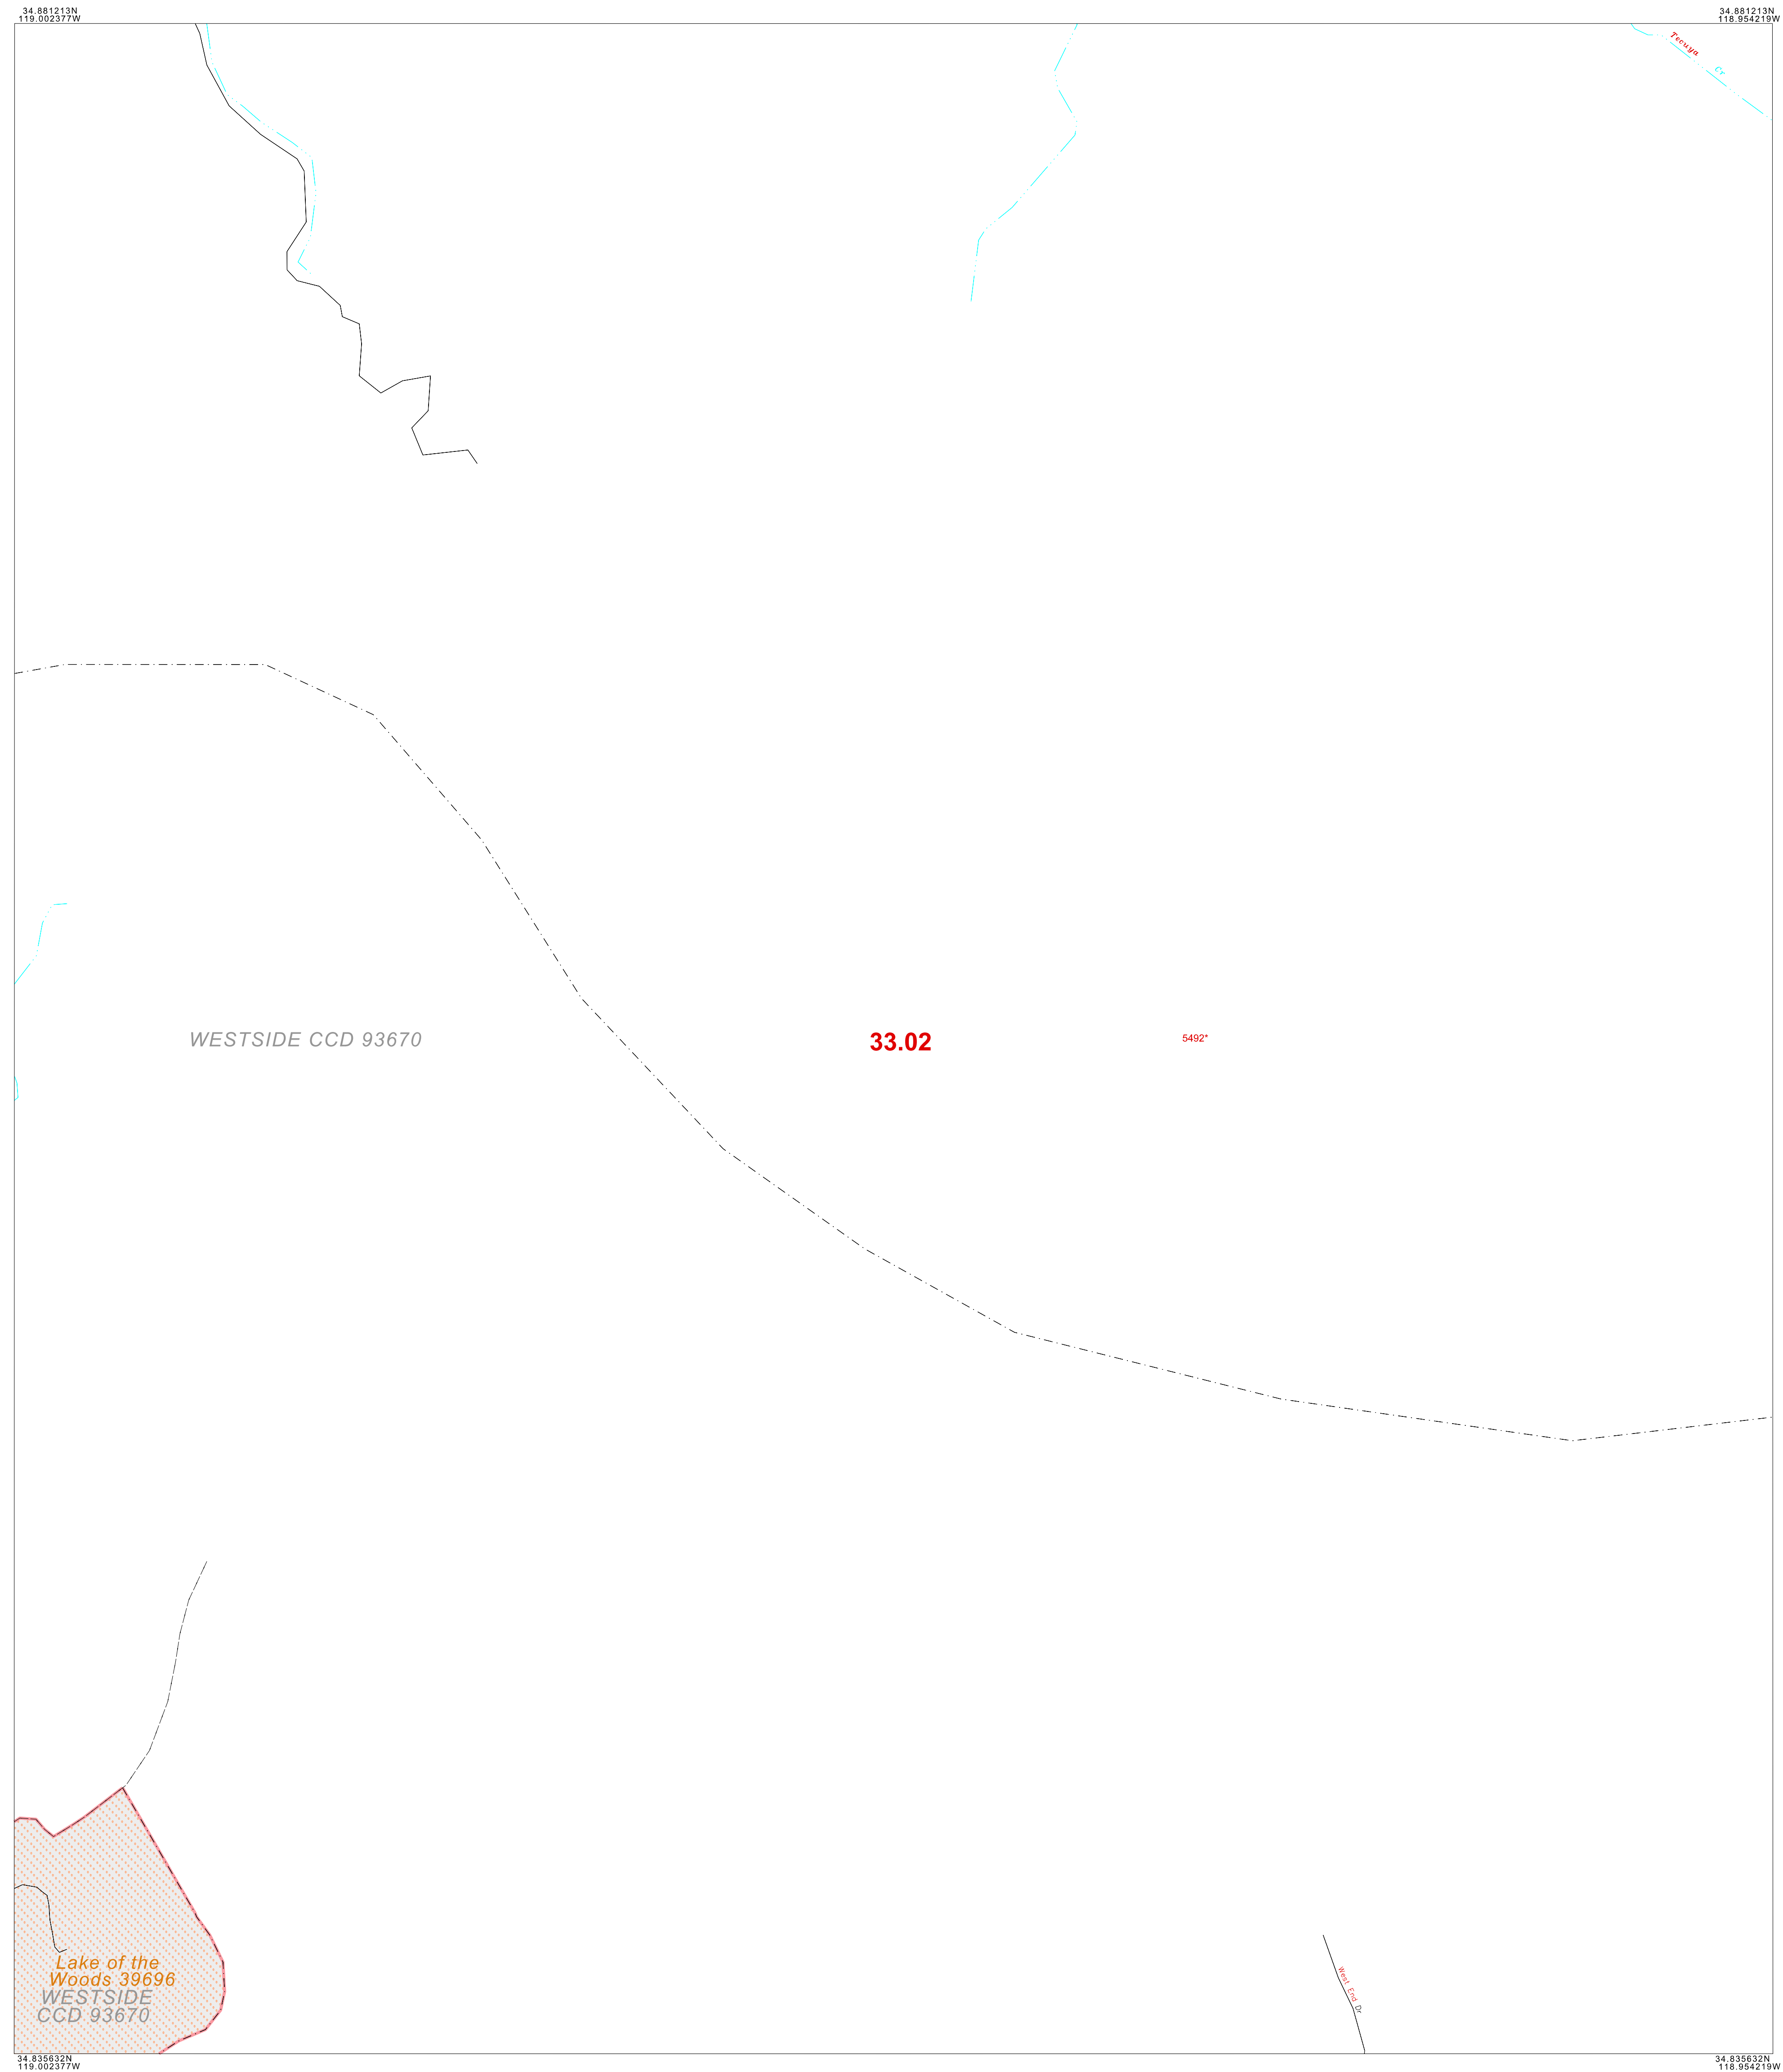 34.881213N
119.002377W
34.881213N
118.954219W
Tecuya Cr
WESTSIDE CCD 93670
33.02
5492*
Lake of the
Woods 39696
WESTSIDE
CCD 93670
West End Dr
34.835632N
119.002377W
34.835632N
118.954219W